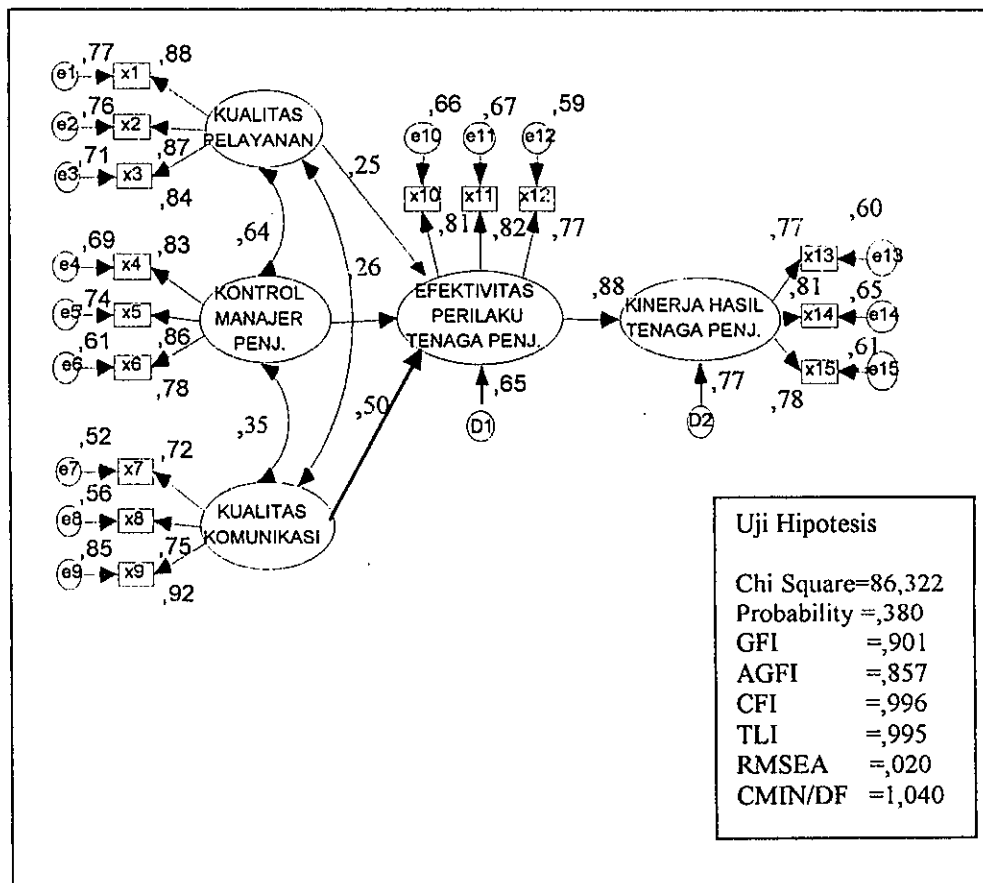 ,77 ,88
e1 x1
,76
e2 x2
,71 ,87
e3 x3
,84
KUALITAS
PELAYANAN
,25
,64
,26
,69 ,83
e4 x4
,74
e5 x5
,61 ,86
e6 x6
,78
KONTROL
MANAJER
PENJ.
,35
,50
,52 ,72
e7 x7
,56
e8 x8
,85 ,75
e9 x9
,92
KUALITAS
KOMUNIKASI
,66 ,67 ,59
e10 e11 e12
x10 x11 x12
,81 ,82 ,77
EFEKTIVITAS
PERILAKU
TENAGA PENJ.
,65
D1
,88
KINERJA HASIL
TENAGA PENJ.
,77
D2
,77 ,60
x13 e13
,81 ,65
x14 e14
,61
x15 e15
,78
Uji Hipotesis
Chi Square=86,322
Probability =,380
GFI =,901
AGFI =,857
CFI =,996
TLI =,995
RMSEA =,020
CMIN/DF =1,040